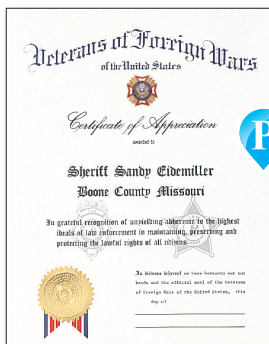 Veterans of Foreign Wars
of the United States
Certificate of Appreciation
awarded to
Sheriff Sandy Eidemiller
Boone County Missouri
In grateful recognition of unyielding adherence to the highest
ideals of law enforcement in maintaining, preserving and
protecting the lawful rights of all citizens.
In witness whereof we have hereunto set our
hands and the official seal of the Veterans
of Foreign Wars of the United States, this
day of
P